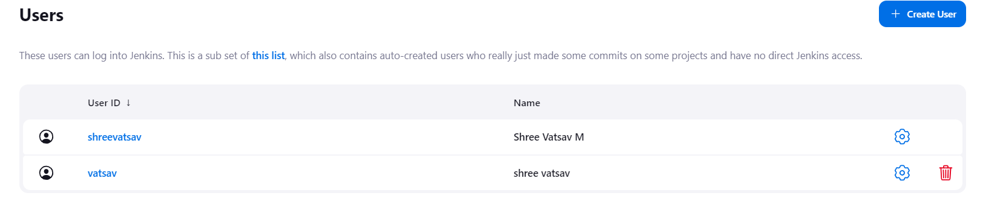 Users
+ Create User
These users can log into Jenkins. This is a sub set of this list, which also contains auto-created users who really just made some commits on some projects and have no direct Jenkins access.
User ID ↓ Name
shreevatsav Shree Vatsav M
vatsav shree vatsav